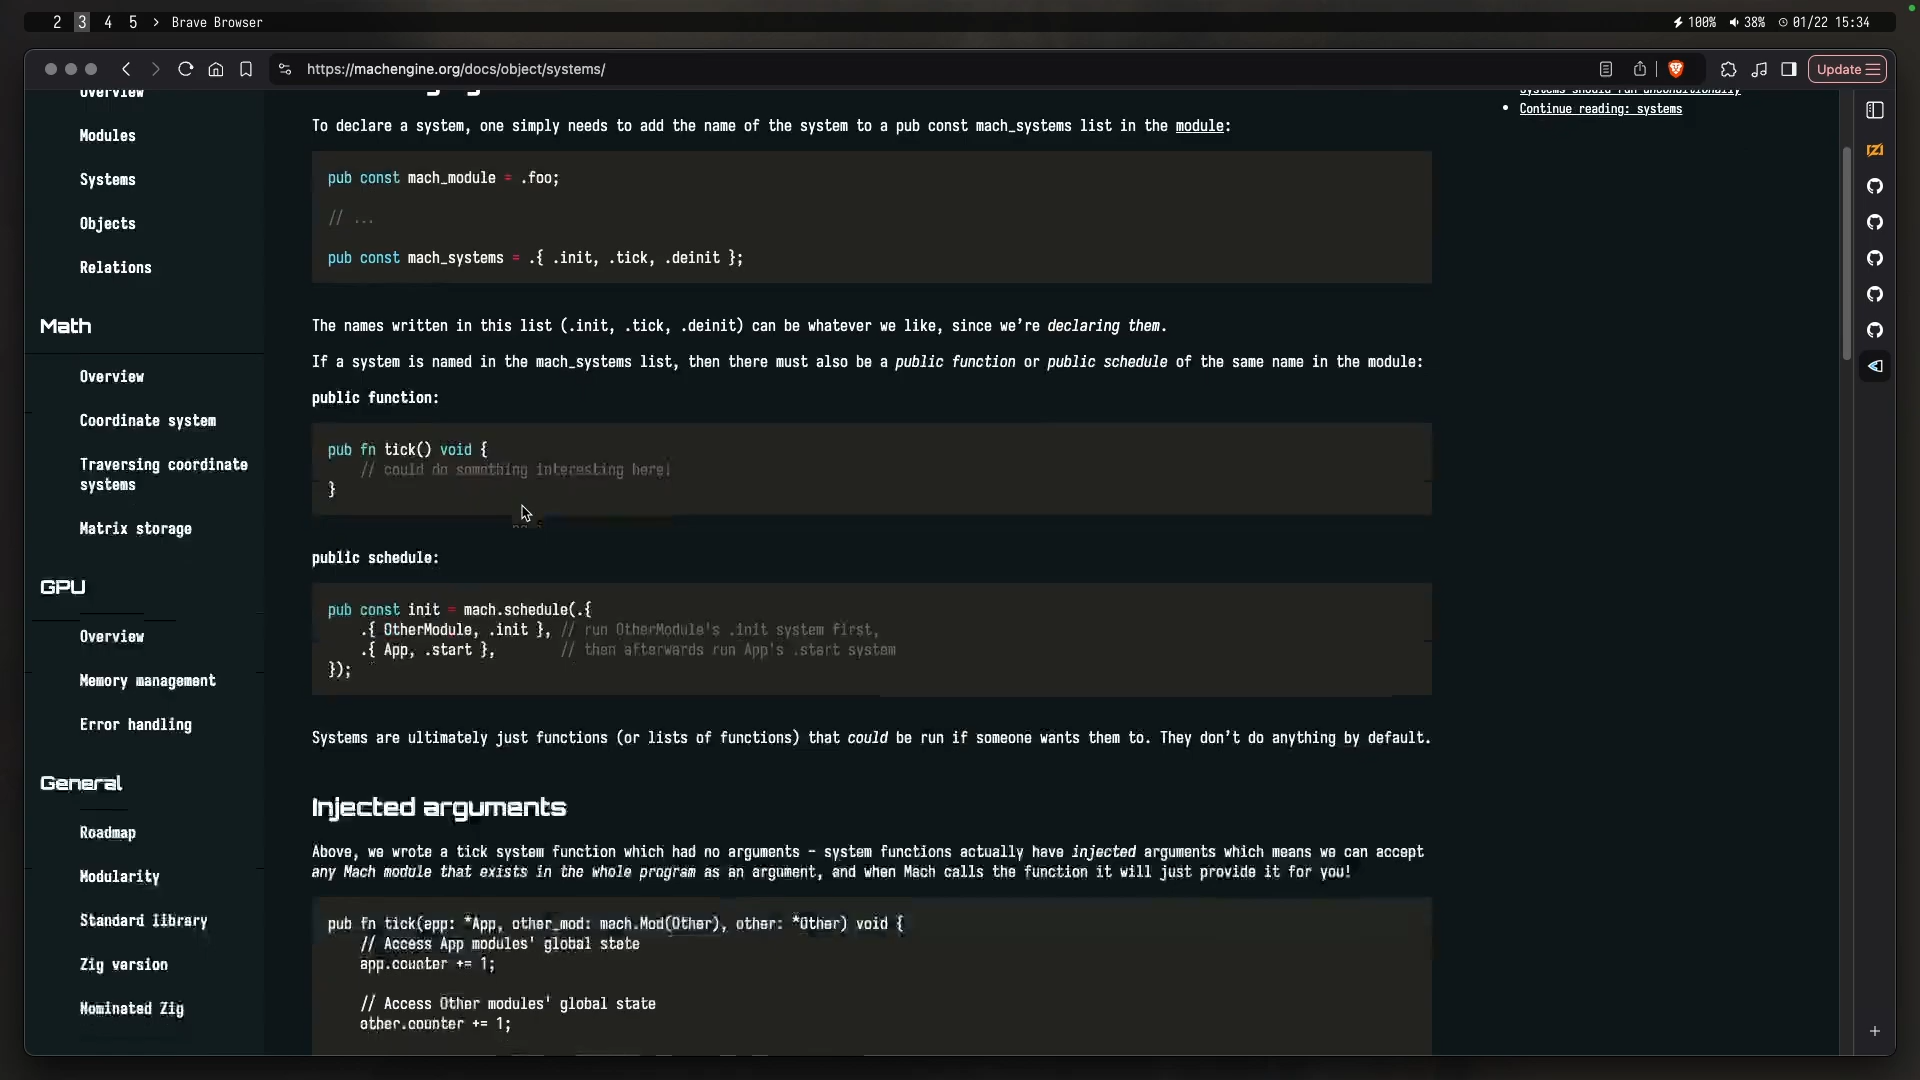 2 3 4 5 > Brave Browser
100% 38% 01/22 15:34
https://machengine.org/docs/object/systems/
Update
Overview
Modules
Systems
Objects
Relations
Math
Overview
Coordinate system
Traversing coordinate
systems
Matrix storage
GPU
Overview
Memory management
Error handling
General
Roadmap
Modularity
Standard library
Zig version
Nominated Zig
To declare a system, one simply needs to add the name of the system to a pub const mach_systems list in the module:
pub const mach_module = .foo;
// ...
pub const mach_systems = .{ .init, .tick, .deinit };
The names written in this list (.init, .tick, .deinit) can be whatever we like, since we’re declaring them.
If a system is named in the mach_systems list, then there must also be a public function or public schedule of the same name in the module:
public function:
pub fn tick() void {
// could do something interesting here!
}
public schedule:
pub const init = mach.schedule(.{
.{ OtherModule, .init }, // run OtherModule's .init system first,
.{ App, .start }, // then afterwards run App's .start system
});
Systems are ultimately just functions (or lists of functions) that could be run if someone wants them to. They don’t do anything by default.
Injected arguments
Above, we wrote a tick system function which had no arguments - system functions actually have injected arguments which means we can accept
any Mach module that exists in the whole program as an argument, and when Mach calls the function it will just provide it for you!
pub fn tick(app: *App, other_mod: mach.Mod(Other), other: *Other) void {
// Access App modules' global state
app.counter += 1;
// Access Other modules' global state
other.counter += 1;
Systems should run unconditionally
• Continue reading: systems